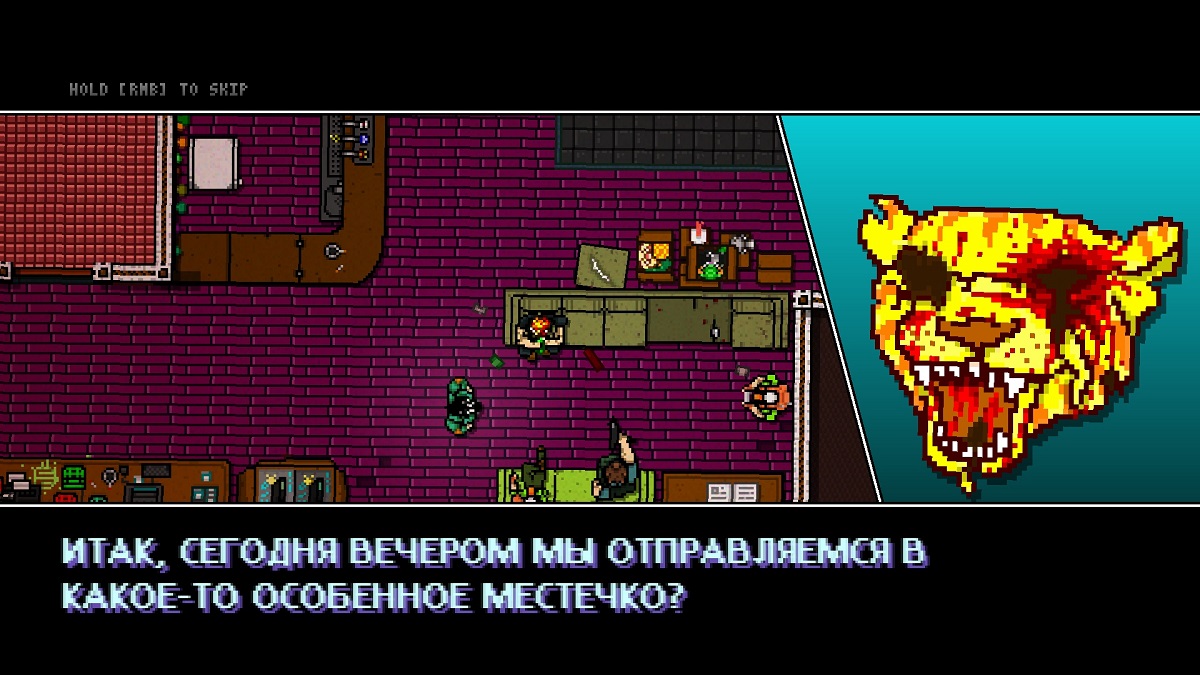 HOLD [RMB] TO SKIP
ИТАК, СЕГОДНЯ ВЕЧЕРОМ МЫ ОТПРАВЛЯЕМСЯ В
КАКОЕ-ТО ОСОБЕННОЕ МЕСТЕЧКО?